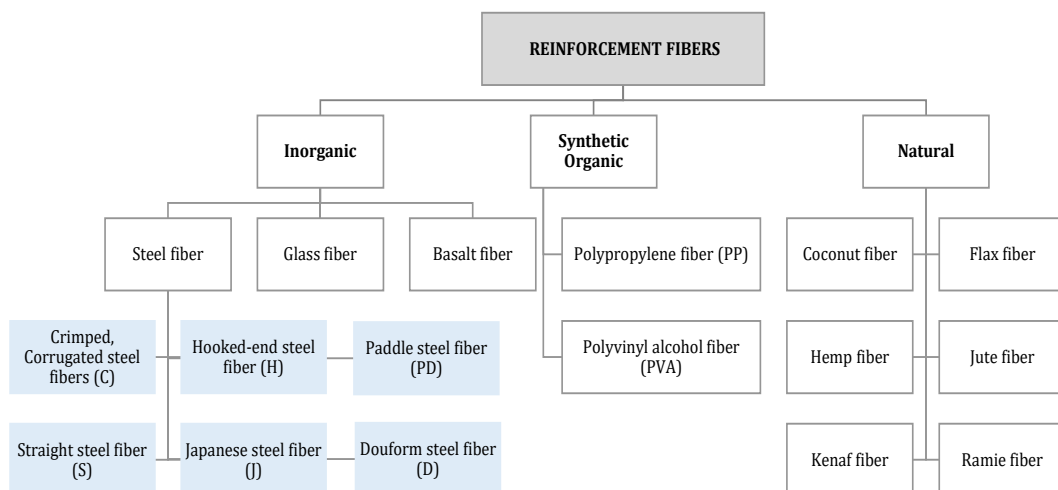 REINFORCEMENT FIBERS
Inorganic
Synthetic
Organic
Natural
Steel fiber
Glass fiber
Basalt fiber
Polypropylene fiber (PP)
Coconut fiber
Flax fiber
Crimped,
Corrugated steel
fibers (C)
Hooked-end steel
fiber (H)
Paddle steel fiber
(PD)
Polyvinyl alcohol fiber
(PVA)
Hemp fiber
Jute fiber
Straight steel fiber
(S)
Japanese steel fiber
(J)
Douform steel fiber
(D)
Kenaf fiber
Ramie fiber